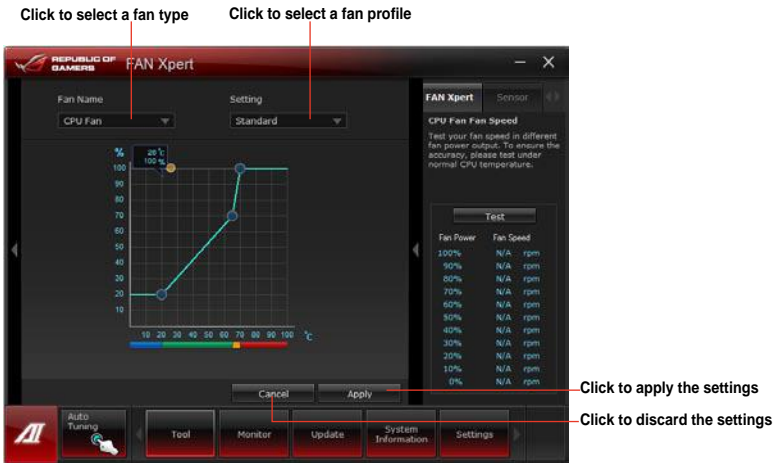 Click to select a fan type
Click to select a fan profile
REPUBLIC OF GAMERS
FAN Xpert
Fan Name
Setting
CPU Fan
Standard
%
26 °c
100 %
100
90
80
70
60
50
40
30
20
10
10 20 30 40 50 60 70 80 90 100 °c
FAN Xpert
Sensor
CPU Fan Fan Speed
Test your fan speed in different
fan power output. To ensure the
accuracy, please test under
normal CPU temperature.
Test
Fan Power Fan Speed
100% N/A rpm
90% N/A rpm
80% N/A rpm
70% N/A rpm
60% N/A rpm
50% N/A rpm
40% N/A rpm
30% N/A rpm
20% N/A rpm
10% N/A rpm
0% N/A rpm
Cancel
Apply
Click to apply the settings
Click to discard the settings
AI
Auto
Tuning
Tool
Monitor
Update
System
Information
Settings